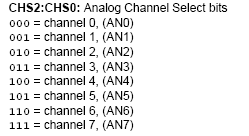 CHS2:CHS0: Analog Channel Select bits
000 = channel 0, (AN0)
001 = channel 1, (AN1)
010 = channel 2, (AN2)
011 = channel 3, (AN3)
100 = channel 4, (AN4)
101 = channel 5, (AN5)
110 = channel 6, (AN6)
111 = channel 7, (AN7)